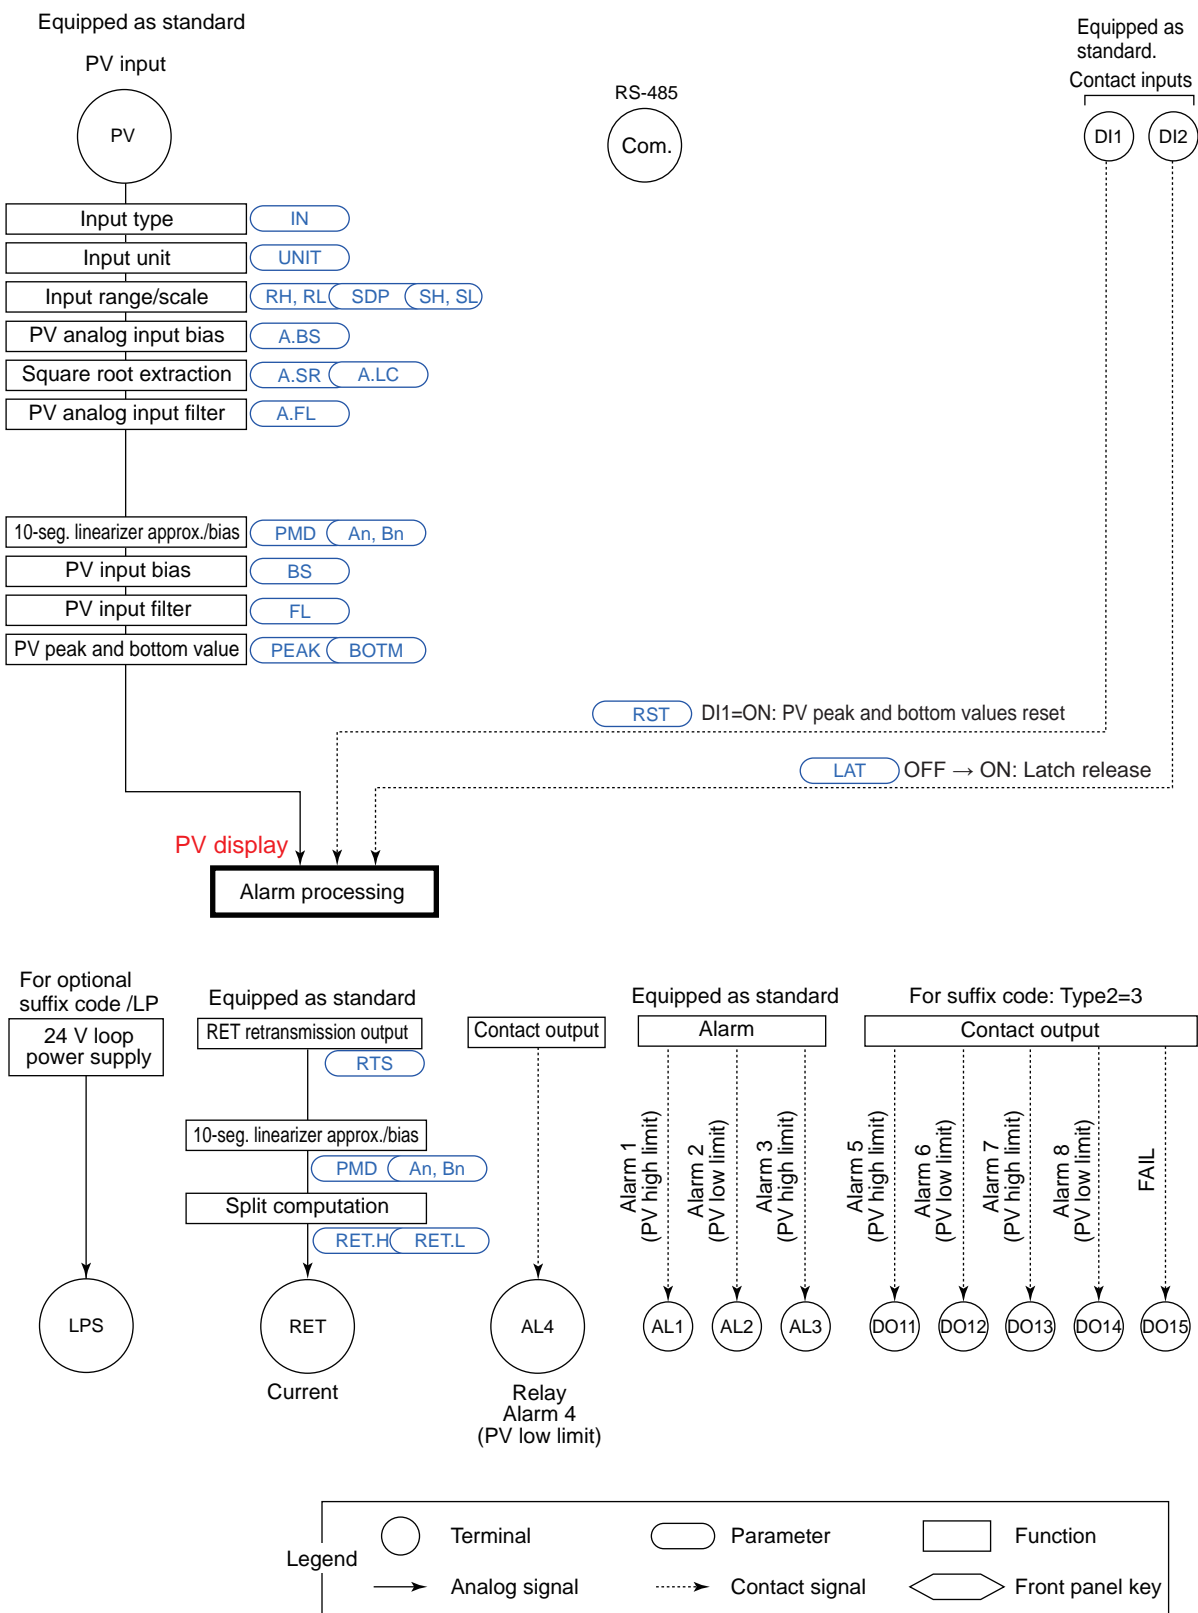 Equipped as standard
PV input
PV
RS-485
Com.
Equipped as
standard.
Contact inputs
DI1
DI2
Input type
IN
Input unit
UNIT
Input range/scale
RH, RL
SDP
SH, SL
PV analog input bias
A.BS
Square root extraction
A.SR
A.LC
PV analog input filter
A.FL
10-seg. linearizer approx./bias
PMD
An, Bn
PV input bias
BS
PV input filter
FL
PV peak and bottom value
PEAK
BOTM
RST
DI1=ON: PV peak and bottom values reset
LAT
OFF → ON: Latch release
PV display
Alarm processing
For optional
suffix code /LP
24 V loop
power supply
LPS
Equipped as standard
RET retransmission output
RTS
10-seg. linearizer approx./bias
PMD
An, Bn
Split computation
RET.H
RET.L
RET
Current
Contact output
AL4
Relay
Alarm 4
(PV low limit)
Equipped as standard
Alarm
Alarm 1
(PV high limit)
Alarm 2
(PV low limit)
Alarm 3
(PV high limit)
AL1
AL2
AL3
For suffix code: Type2=3
Contact output
Alarm 5
(PV high limit)
Alarm 6
(PV low limit)
Alarm 7
(PV high limit)
Alarm 8
(PV low limit)
FAIL
DO11
DO12
DO13
DO14
DO15
Legend
Terminal
Parameter
Function
Analog signal
Contact signal
Front panel key